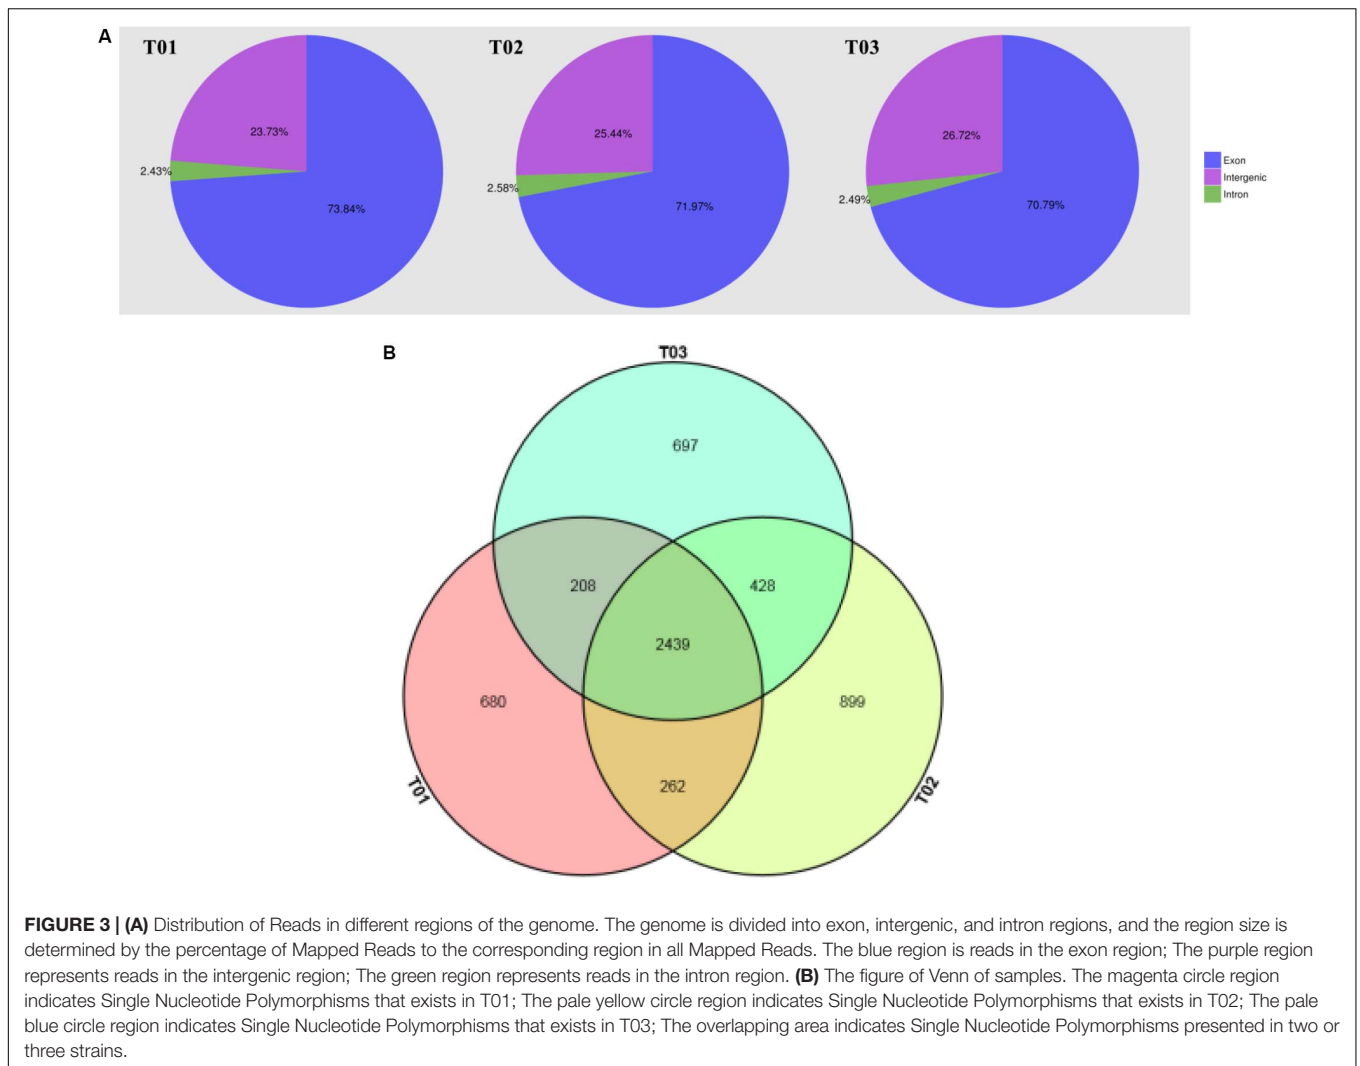 A
T01
T02
T03
23.73%
2.43%
73.84%
25.44%
2.58%
71.97%
26.72%
2.49%
70.79%
Exon
Intergenic
Intron
B
T03
697
208
428
2439
680
899
262
T01
T02
FIGURE 3 | (A) Distribution of Reads in different regions of the genome. The genome is divided into exon, intergenic, and intron regions, and the region size is
determined by the percentage of Mapped Reads to the corresponding region in all Mapped Reads. The blue region is reads in the exon region; The purple region
represents reads in the intergenic region; The green region represents reads in the intron region. (B) The figure of Venn of samples. The magenta circle region
indicates Single Nucleotide Polymorphisms that exists in T01; The pale yellow circle region indicates Single Nucleotide Polymorphisms that exists in T02; The pale
blue circle region indicates Single Nucleotide Polymorphisms that exists in T03; The overlapping area indicates Single Nucleotide Polymorphisms presented in two or
three strains.